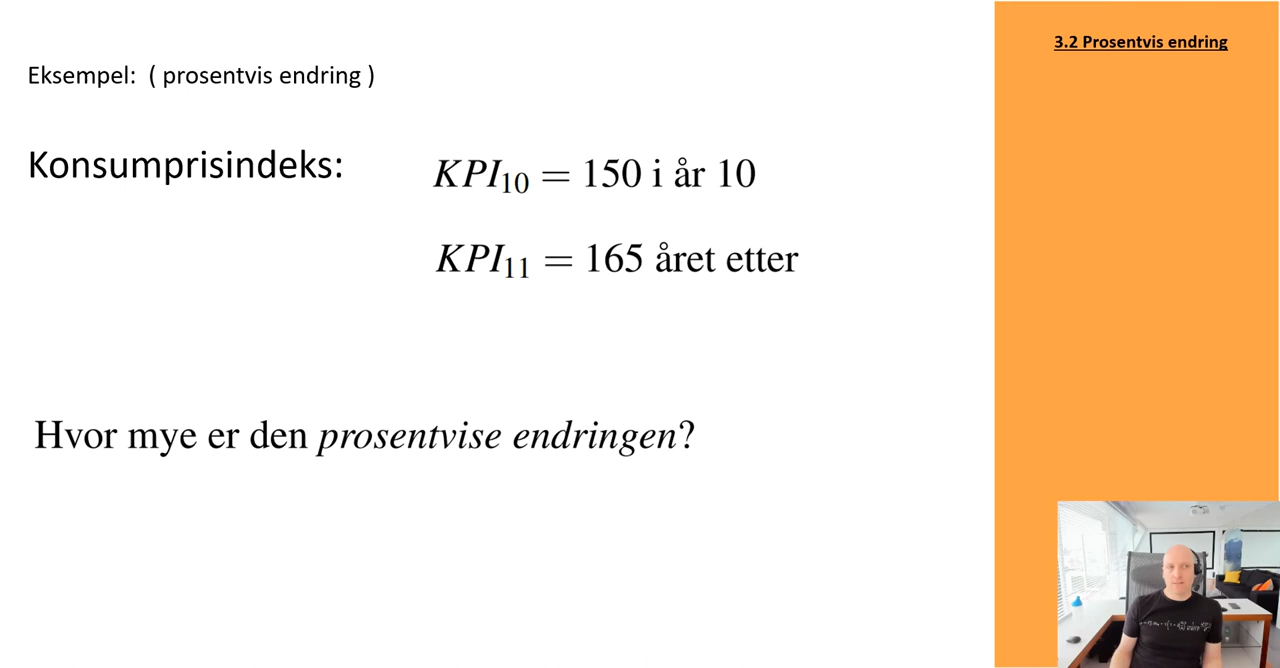 3.2 Prosentvis endring
Eksempel: ( prosentvis endring )
Konsumprisindeks:
KPI₁₀ = 150 i år 10
KPI₁₁ = 165 året etter
Hvor mye er den prosentvise endringen?